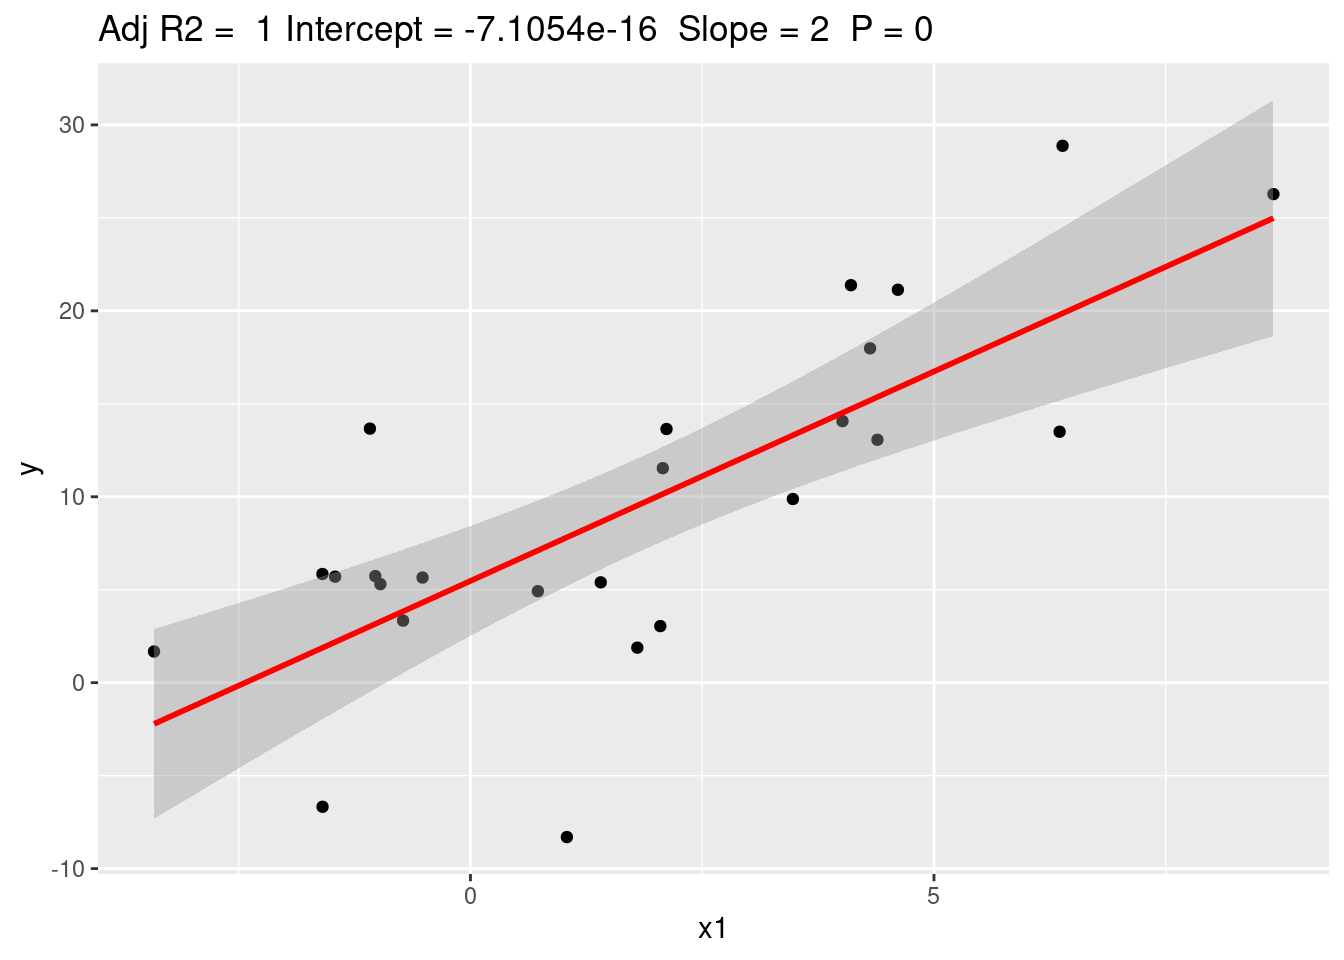 Adj R2 =  1 Intercept = -7.1054e-16  Slope = 2  P = 0
30
20
10
0
-10
y
0 5
x1